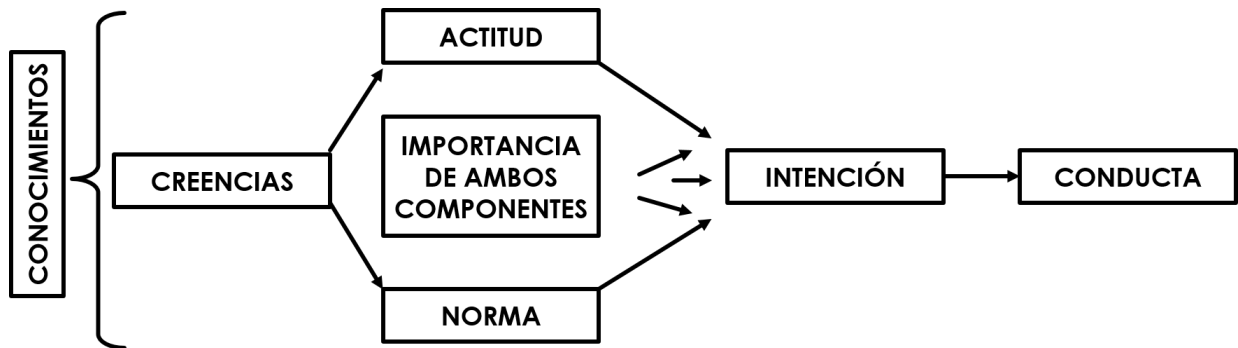 CONOCIMIENTOS
CREENCIAS
ACTITUD
IMPORTANCIA
DE AMBOS
COMPONENTES
NORMA
INTENCIÓN
CONDUCTA